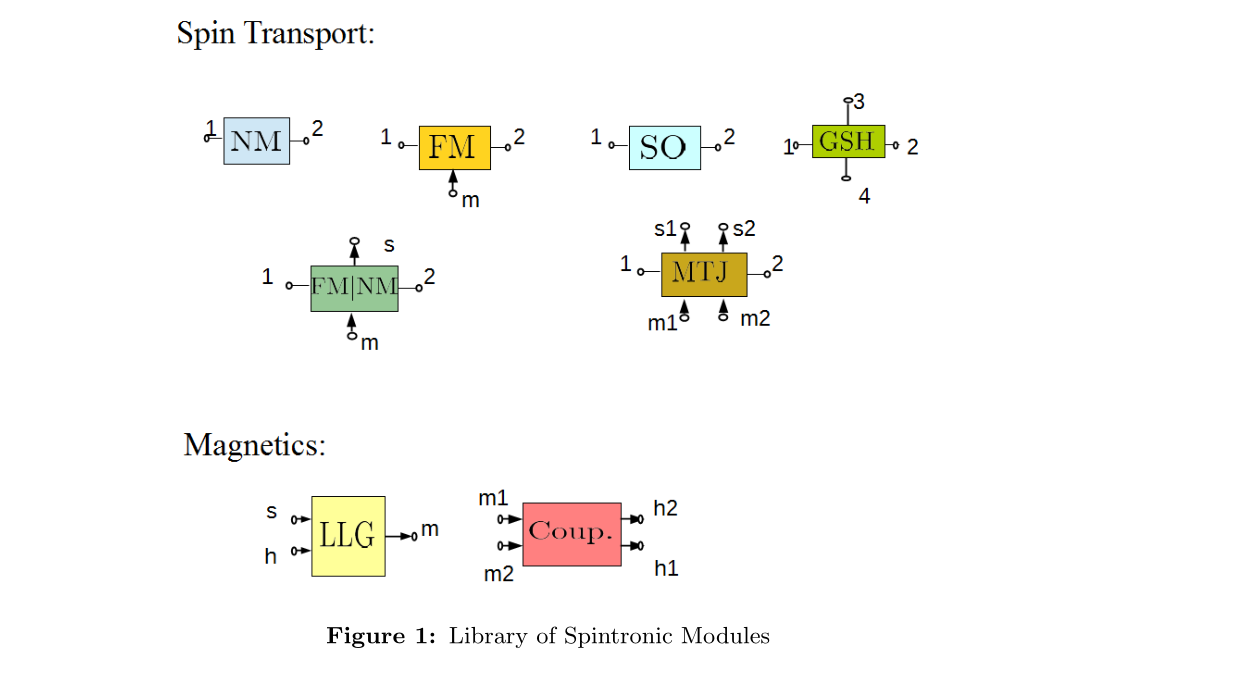 Spin Transport:
1 NM 2
1 FM 2
m
1 SO 2
3
1 GSH 2
4
s
1 FM|NM 2
m
s1 s2
1 MTJ 2
m1 m2
Magnetics:
s
h
LLG
m
m1
m2
Coup.
h2
h1
Figure 1: Library of Spintronic Modules